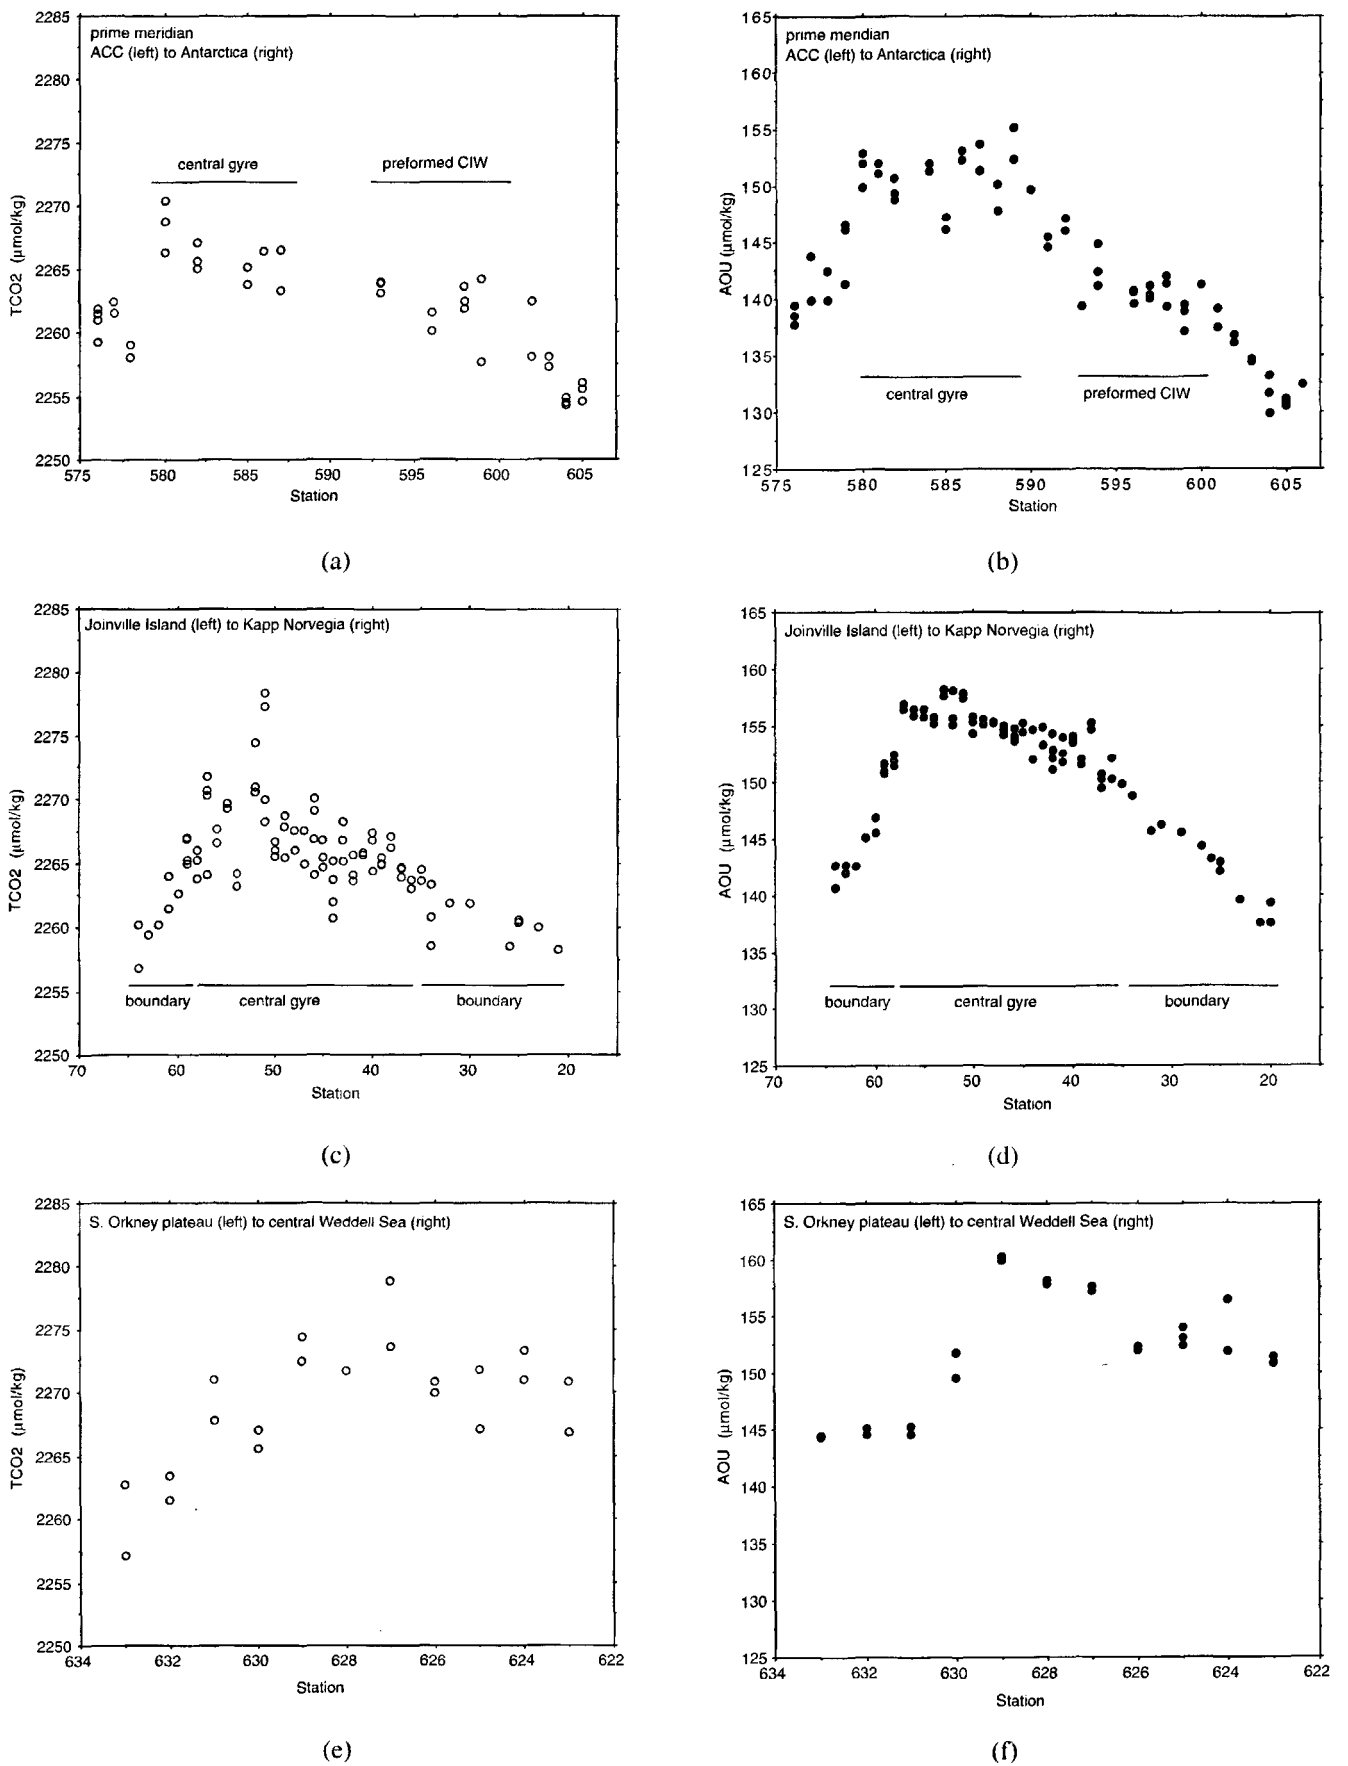 2285
2280
2275
2270
2265
2260
2255
2250
TCO2 (µmol/kg)
prime meridian
ACC (left) to Antarctica (right)
central gyre
preformed CIW
575 580 585 590 595 600 605
Station
(a)
165
160
155
150
145
140
135
130
125
AOU (µmol/kg)
prime meridian
ACC (left) to Antarctica (right)
central gyre
preformed CIW
575 580 585 590 595 600 605
Station
(b)
2285
2280
2275
2270
2265
2260
2255
2250
TCO2 (µmol/kg)
Joinville Island (left) to Kapp Norvegia (right)
boundary central gyre boundary
70 60 50 40 30 20
Station
(c)
165
160
155
150
145
140
135
130
125
AOU (µmol/kg)
Joinville Island (left) to Kapp Norvegia (right)
boundary central gyre boundary
70 60 50 40 30 20
Station
(d)
2285
2280
2275
2270
2265
2260
2255
2250
TCO2 (µmol/kg)
S. Orkney plateau (left) to central Weddell Sea (right)
634 632 630 628 626 624 622
Station
(e)
165
160
155
150
145
140
135
130
125
AOU (µmol/kg)
S. Orkney plateau (left) to central Weddell Sea (right)
634 632 630 628 626 624 622
Station
(f)